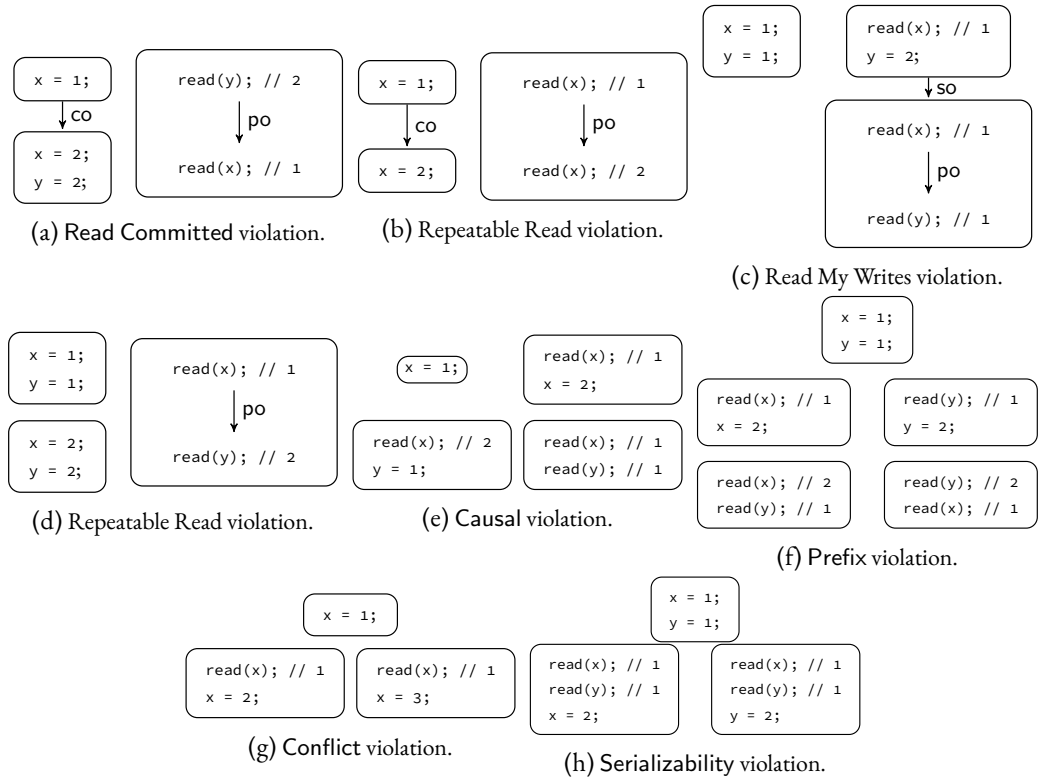 x = 1;
co
x = 2;
y = 2;
read(y); // 2
po
read(x); // 1
(a) Read Committed violation.
x = 1;
co
x = 2;
read(x); // 1
po
read(x); // 2
(b) Repeatable Read violation.
x = 1;
y = 1;
read(x); // 1
y = 2;
so
read(x); // 1
po
read(y); // 1
(c) Read My Writes violation.
x = 1;
y = 1;
x = 2;
y = 2;
read(x); // 1
po
read(y); // 2
(d) Repeatable Read violation.
x = 1;
read(x); // 1
x = 2;
read(x); // 2
y = 1;
read(x); // 1
read(y); // 1
(e) Causal violation.
x = 1;
y = 1;
read(x); // 1
x = 2;
read(y); // 1
y = 2;
read(x); // 2
read(y); // 1
read(y); // 2
read(x); // 1
(f) Prefix violation.
x = 1;
read(x); // 1
x = 2;
read(x); // 1
x = 3;
(g) Conflict violation.
x = 1;
y = 1;
read(x); // 1
read(y); // 1
x = 2;
read(x); // 1
read(y); // 1
y = 2;
(h) Serializability violation.